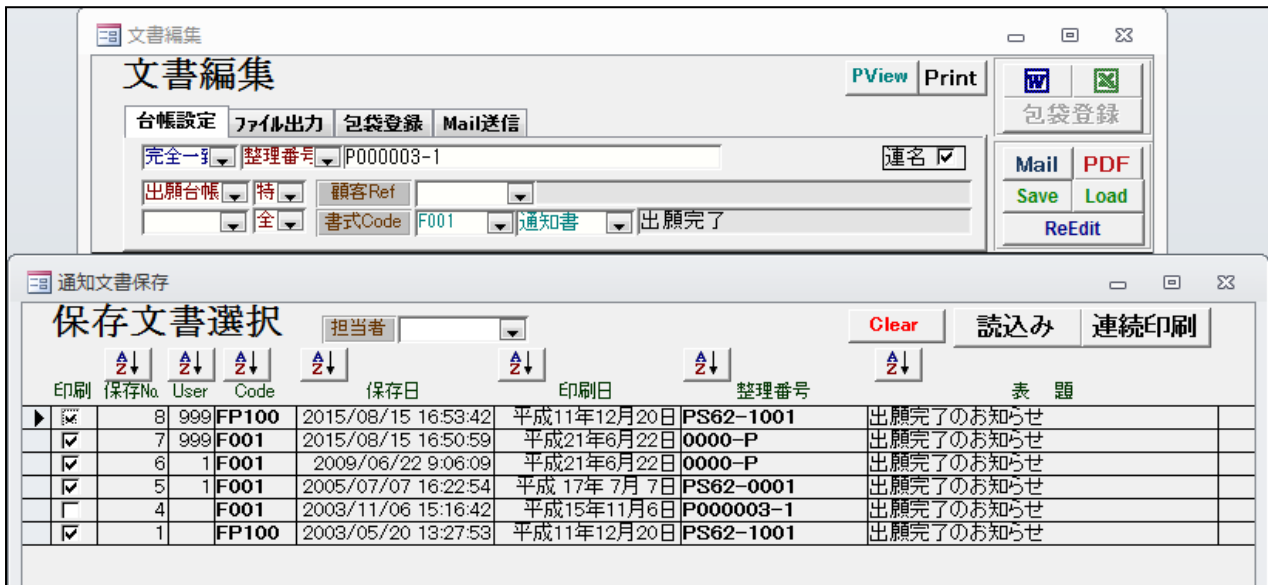 文書編集
文書編集
PView Print
包袋登録
台帳設定 ファイル出力 包袋登録 Mail送信
完全一致 整理番号 P000003-1 連名
Mail PDF
出願台帳 特 顧客Ref
Save Load
全 書式Code F001 通知書 出願完了
ReEdit
通知文書保存
保存文書選択 担当者 Clear 読込み 連続印刷
印刷 保存No. User Code 保存日 印刷日 整理番号 表 題
8 999 FP100 2015/08/15 16:53:42 平成11年12月20日 PS62-1001 出願完了のお知らせ
7 999 F001 2015/08/15 16:50:59 平成21年6月22日 0000-P 出願完了のお知らせ
6 1 F001 2009/06/22 9:06:09 平成21年6月22日 0000-P 出願完了のお知らせ
5 1 F001 2005/07/07 16:22:54 平成 17年 7月 7日 PS62-0001 出願完了のお知らせ
4 F001 2003/11/06 15:16:42 平成15年11月6日 P000003-1 出願完了のお知らせ
1 FP100 2003/05/20 13:27:53 平成11年12月20日 PS62-1001 出願完了のお知らせ